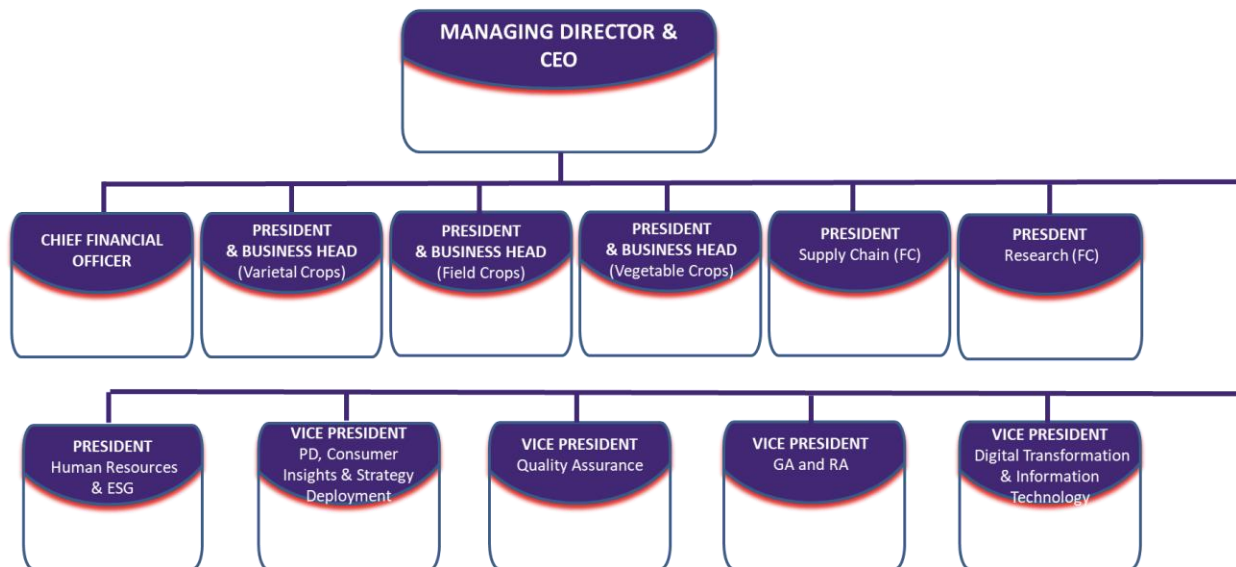 MANAGING DIRECTOR &
CEO
CHIEF FINANCIAL
OFFICER
PRESIDENT
& BUSINESS HEAD
(Varietal Crops)
PRESIDENT
& BUSINESS HEAD
(Field Crops)
PRESIDENT
& BUSINESS HEAD
(Vegetable Crops)
PRESIDENT
Supply Chain (FC)
PRESDENT
Research (FC)
PRESIDENT
Human Resources
& ESG
VICE PRESIDENT
PD, Consumer
Insights & Strategy
Deployment
VICE PRESIDENT
Quality Assurance
VICE PRESIDENT
GA and RA
VICE PRESIDENT
Digital Transformation
& Information
Technology